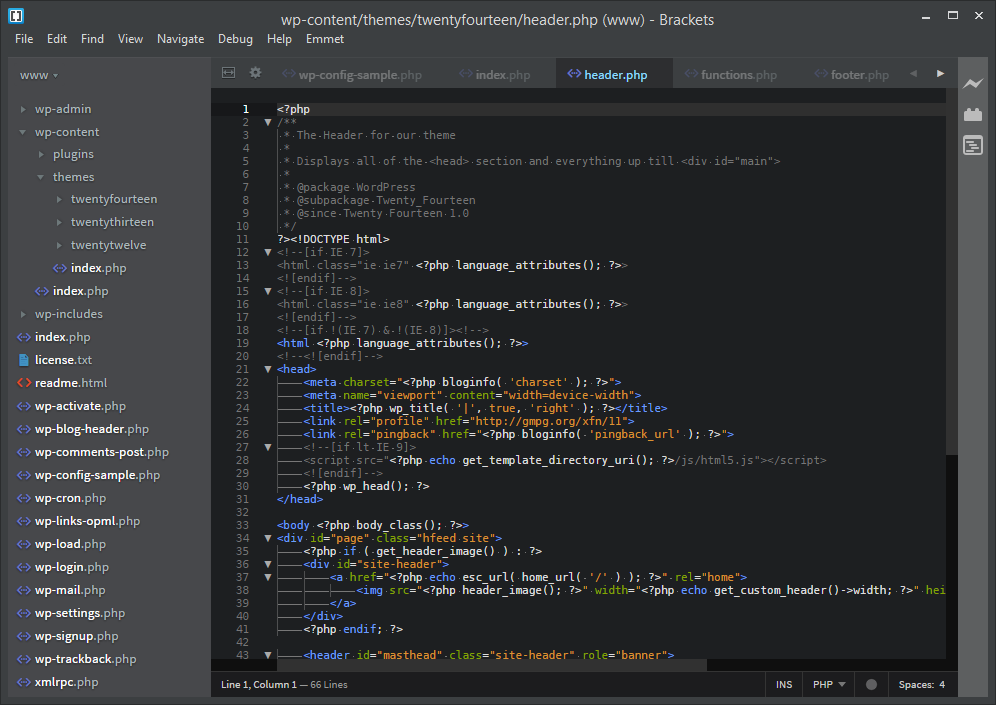 wp-content/themes/twentyfourteen/header.php (www) - Brackets
File Edit Find View Navigate Debug Help Emmet
www
wp-admin
wp-content
plugins
themes
twentyfourteen
twentythirteen
twentytwelve
index.php
index.php
wp-includes
index.php
license.txt
readme.html
wp-activate.php
wp-blog-header.php
wp-comments-post.php
wp-config-sample.php
wp-cron.php
wp-links-opml.php
wp-load.php
wp-login.php
wp-mail.php
wp-settings.php
wp-signup.php
wp-trackback.php
xmlrpc.php
wp-config-sample.php index.php header.php functions.php footer.php
1 <?php
2 /**
3 * The Header for our theme
4 *
5 * Displays all of the <head> section and everything up till <div id="main">
6 *
7 * @package WordPress
8 * @subpackage Twenty_Fourteen
9 * @since Twenty Fourteen 1.0
10 */
11 ?><!DOCTYPE html>
12 <!--[if IE 7]>
13 <html class="ie ie7" <?php language_attributes(); ?>>
14 <![endif]-->
15 <!--[if IE 8]>
16 <html class="ie ie8" <?php language_attributes(); ?>>
17 <![endif]-->
18 <!--[if !(IE 7) & !(IE 8)]><!-->
19 <html <?php language_attributes(); ?>>
20 <!--<![endif]-->
21 <head>
22 <meta charset="<?php bloginfo( 'charset' ); ?>">
23 <meta name="viewport" content="width=device-width">
24 <title><?php wp_title( '|', true, 'right' ); ?></title>
25 <link rel="profile" href="http://gmpg.org/xfn/11">
26 <link rel="pingback" href="<?php bloginfo( 'pingback_url' ); ?>">
27 <!--[if lt IE 9]>
28 <script src="<?php echo get_template_directory_uri(); ?>/js/html5.js"></script>
29 <![endif]-->
30 <?php wp_head(); ?>
31 </head>
32
33 <body <?php body_class(); ?>>
34 <div id="page" class="hfeed site">
35 <?php if ( get_header_image() ) : ?>
36 <div id="site-header">
37 <a href="<?php echo esc_url( home_url( '/' ) ); ?>" rel="home">
38 <img src="<?php header_image(); ?>" width="<?php echo get_custom_header()->width; ?>" hei
39 </a>
40 </div>
41 <?php endif; ?>
42
43 <header id="masthead" class="site-header" role="banner">
Line 1, Column 1 — 66 Lines INS PHP Spaces: 4